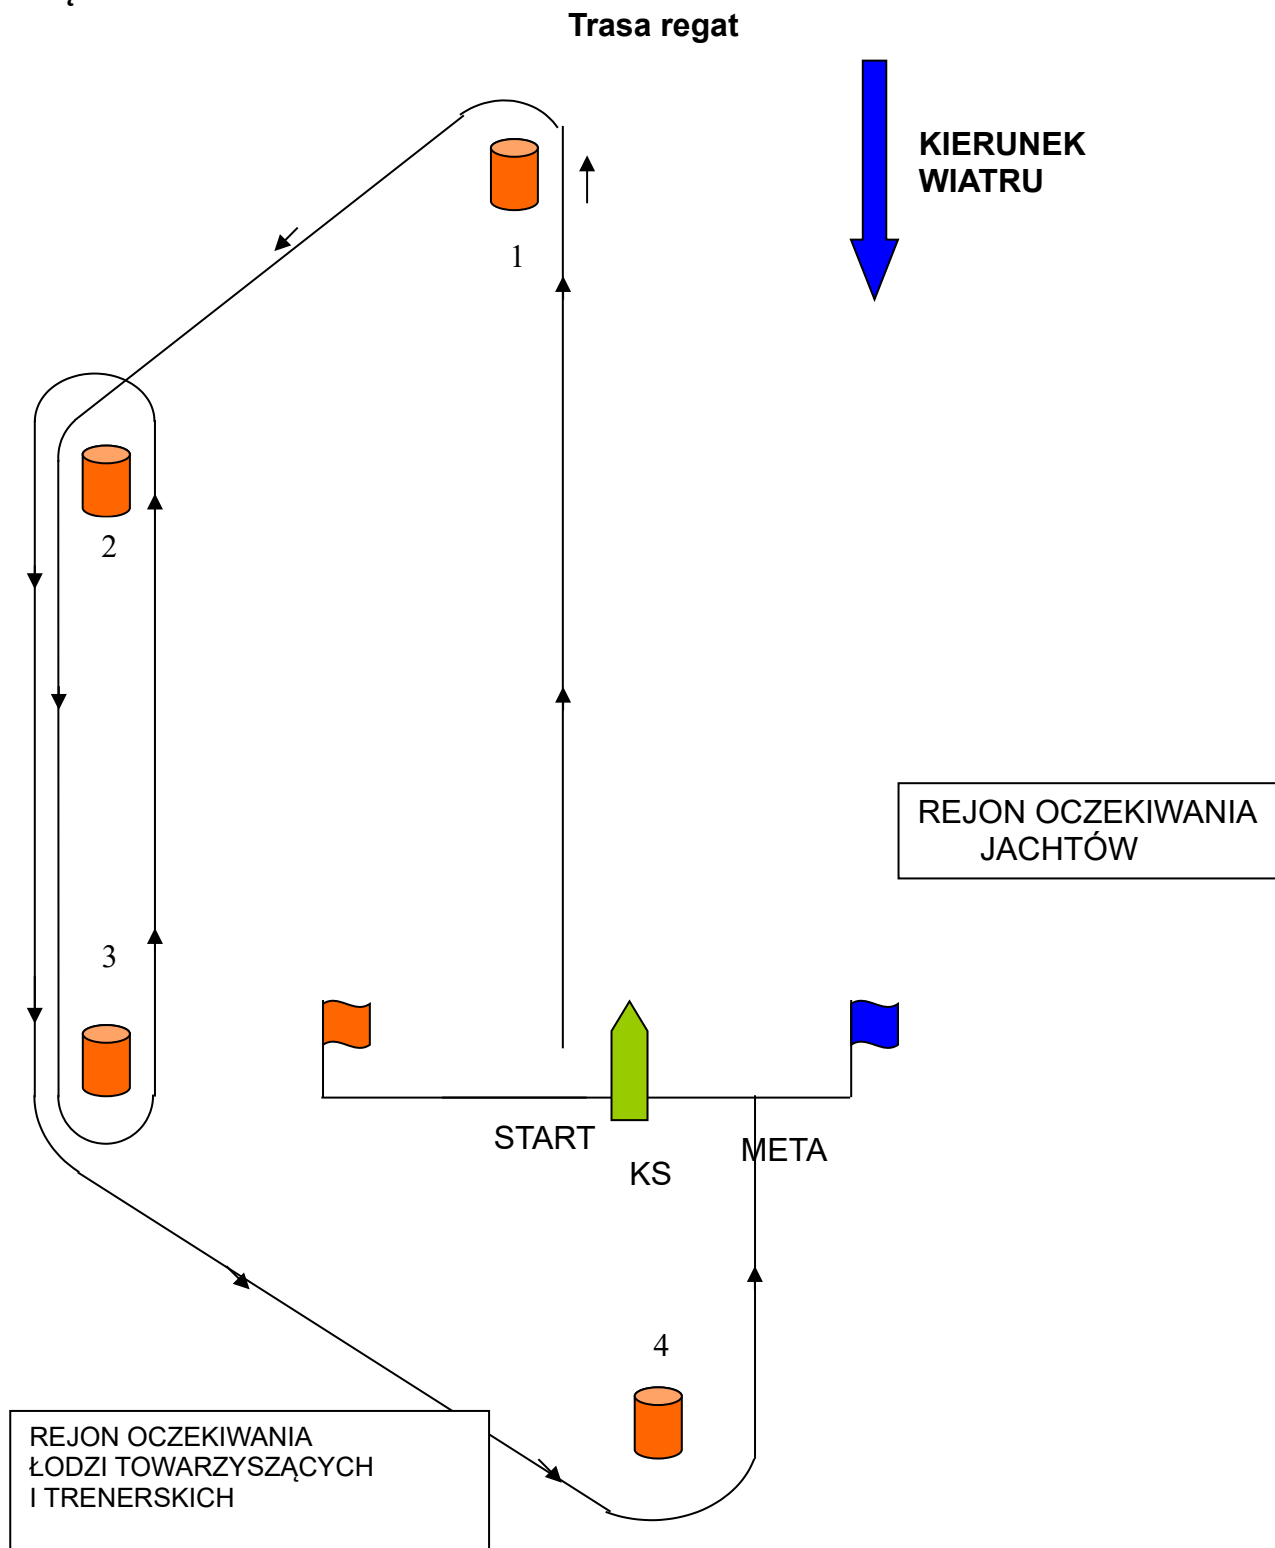 Trasa regat
KIERUNEK
WIATRU
1
2
REJON OCZEKIWANIA
JACHTÓW
3
START
META
KS
4
REJON OCZEKIWANIA
ŁODZI TOWARZYSZĄCYCH
I TRENERSKICH